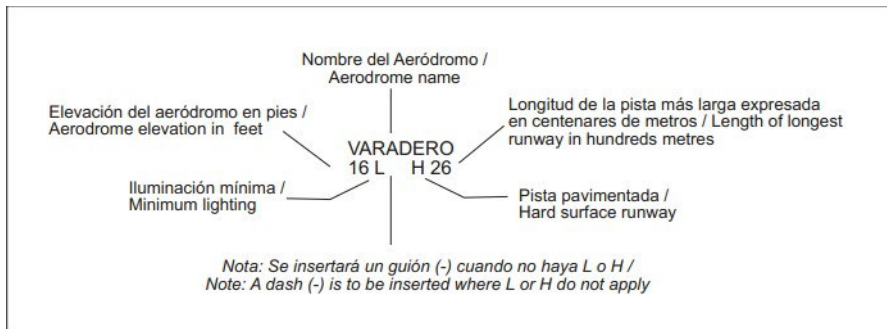 Nombre del Aeródromo /
Aerodrome name
Elevación del aeródromo en pies /
Aerodrome elevation in feet
Longitud de la pista más larga expresada
en centenares de metros / Length of longest
runway in hundreds metres
VARADERO
16 L H 26
Iluminación mínima /
Minimum lighting
Pista pavimentada /
Hard surface runway
Nota: Se insertará un guión (-) cuando no haya L o H /
Note: A dash (-) is to be inserted where L or H do not apply